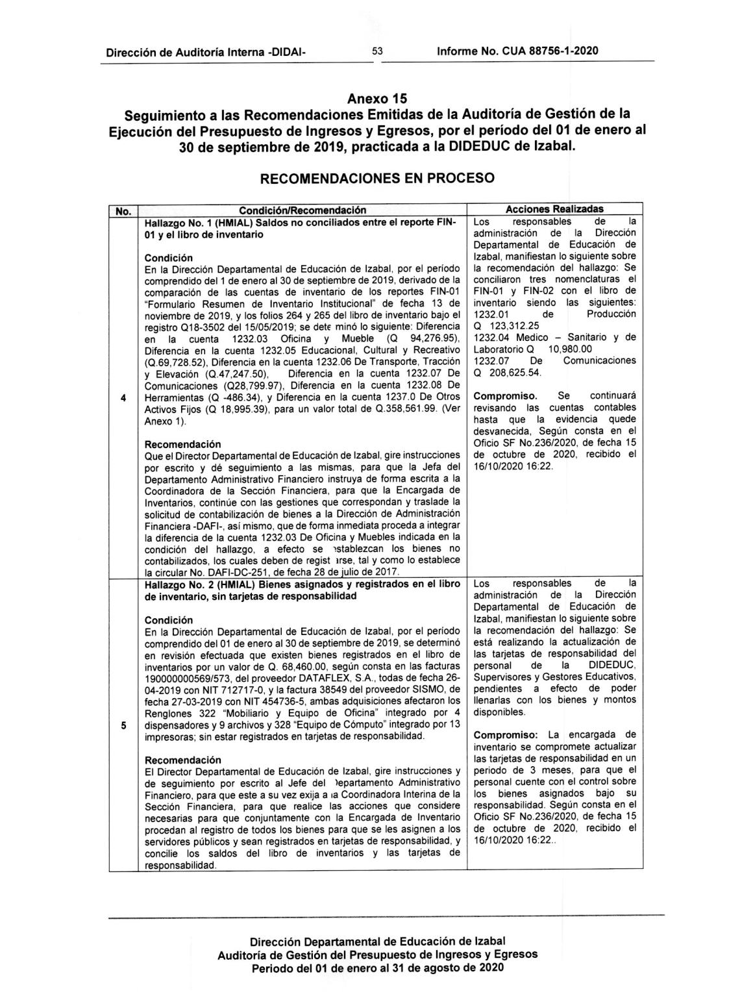 Dirección de Auditoría Interna -DIDAI-
53
Informe No. CUA 88756-1-2020
Anexo 15
Seguimiento a las Recomendaciones Emitidas de la Auditoría de Gestión de la
Ejecución del Presupuesto de Ingresos y Egresos, por el período del 01 de enero al
30 de septiembre de 2019, practicada a la DIDEDUC de Izabal.
RECOMENDACIONES EN PROCESO
No.
Condición/Recomendación
Acciones Realizadas
4
Hallazgo No. 1 (HMIAL) Saldos no conciliados entre el reporte FIN-
01 y el libro de inventario
Condición
En la Dirección Departamental de Educación de Izabal, por el período
comprendido del 1 de enero al 30 de septiembre de 2019, derivado de la
comparación de las cuentas de inventario de los reportes FIN-01
“Formulario Resumen de Inventario Institucional” de fecha 13 de
noviembre de 2019, y los folios 264 y 265 del libro de inventario bajo el
registro Q18-3502 del 15/05/2019; se dete minó lo siguiente: Diferencia
en la cuenta 1232.03 Oficina y Mueble (Q 94,276.95),
Diferencia en la cuenta 1232.05 Educacional, Cultural y Recreativo
(Q.69,728.52), Diferencia en la cuenta 1232.06 De Transporte, Tracción
y Elevación (Q.47,247.50), Diferencia en la cuenta 1232.07 De
Comunicaciones (Q28,799.97), Diferencia en la cuenta 1232.08 De
Herramientas (Q -486.34), y Diferencia en la cuenta 1237.0 De Otros
Activos Fijos (Q 18,995.39), para un valor total de Q.358,561.99. (Ver
Anexo 1).
Recomendación
Que el Director Departamental de Educación de Izabal, gire instrucciones
por escrito y dé seguimiento a las mismas, para que la Jefa del
Departamento Administrativo Financiero instruya de forma escrita a la
Coordinadora de la Sección Financiera, para que la Encargada de
Inventarios, continúe con las gestiones que correspondan y traslade la
solicitud de contabilización de bienes a la Dirección de Administración
Financiera -DAFI-, así mismo, que de forma inmediata proceda a integrar
la diferencia de la cuenta 1232.03 De Oficina y Muebles indicada en la
condición del hallazgo, a efecto se establezcan los bienes no
contabilizados, los cuales deben de regist arse, tal y como lo establece
la circular No. DAFI-DC-251, de fecha 28 de julio de 2017.
Los responsables de la
administración de la Dirección
Departamental de Educación de
Izabal, manifiestan lo siguiente sobre
la recomendación del hallazgo: Se
conciliaron tres nomenclaturas el
FIN-01 y FIN-02 con el libro de
inventario siendo las siguientes:
1232.01 de Producción
Q 123,312.25
1232.04 Medico – Sanitario y de
Laboratorio Q 10,980.00
1232.07 De Comunicaciones
Q 208,625.54.
Compromiso. Se continuará
revisando las cuentas contables
hasta que la evidencia quede
desvanecida, Según consta en el
Oficio SF No.236/2020, de fecha 15
de octubre de 2020, recibido el
16/10/2020 16:22.
5
Hallazgo No. 2 (HMIAL) Bienes asignados y registrados en el libro
de inventario, sin tarjetas de responsabilidad
Condición
En la Dirección Departamental de Educación de Izabal, por el período
comprendido del 01 de enero al 30 de septiembre de 2019, se determinó
en revisión efectuada que existen bienes registrados en el libro de
inventarios por un valor de Q. 68,460.00, según consta en las facturas
190000000569/573, del proveedor DATAFLEX, S.A., todas de fecha 26-
04-2019 con NIT 712717-0, y la factura 38549 del proveedor SISMO, de
fecha 27-03-2019 con NIT 454736-5, ambas adquisiciones afectaron los
Renglones 322 “Mobiliario y Equipo de Oficina” integrado por 4
dispensadores y 9 archivos y 328 “Equipo de Cómputo” integrado por 13
impresoras; sin estar registrados en tarjetas de responsabilidad.
Recomendación
El Director Departamental de Educación de Izabal, gire instrucciones y
de seguimiento por escrito al Jefe del Departamento Administrativo
Financiero, para que este a su vez exija a la Coordinadora Interina de la
Sección Financiera, para que realice las acciones que considere
necesarias para que conjuntamente con la Encargada de Inventario
procedan al registro de todos los bienes para que se les asignen a los
servidores públicos y sean registrados en tarjetas de responsabilidad, y
concilie los saldos del libro de inventarios y las tarjetas de
responsabilidad.
Los responsables de la
administración de la Dirección
Departamental de Educación de
Izabal, manifiestan lo siguiente sobre
la recomendación del hallazgo: Se
está realizando la actualización de
las tarjetas de responsabilidad del
personal de la DIDEDUC,
Supervisores y Gestores Educativos,
pendientes a efecto de poder
llenarlas con los bienes y montos
disponibles.
Compromiso: La encargada de
inventario se compromete actualizar
las tarjetas de responsabilidad en un
periodo de 3 meses, para que el
personal cuente con el control sobre
los bienes asignados bajo su
responsabilidad. Según consta en el
Oficio SF No.236/2020, de fecha 15
de octubre de 2020, recibido el
16/10/2020 16:22..
Dirección Departamental de Educación de Izabal
Auditoría de Gestión del Presupuesto de Ingresos y Egresos
Periodo del 01 de enero al 31 de agosto de 2020